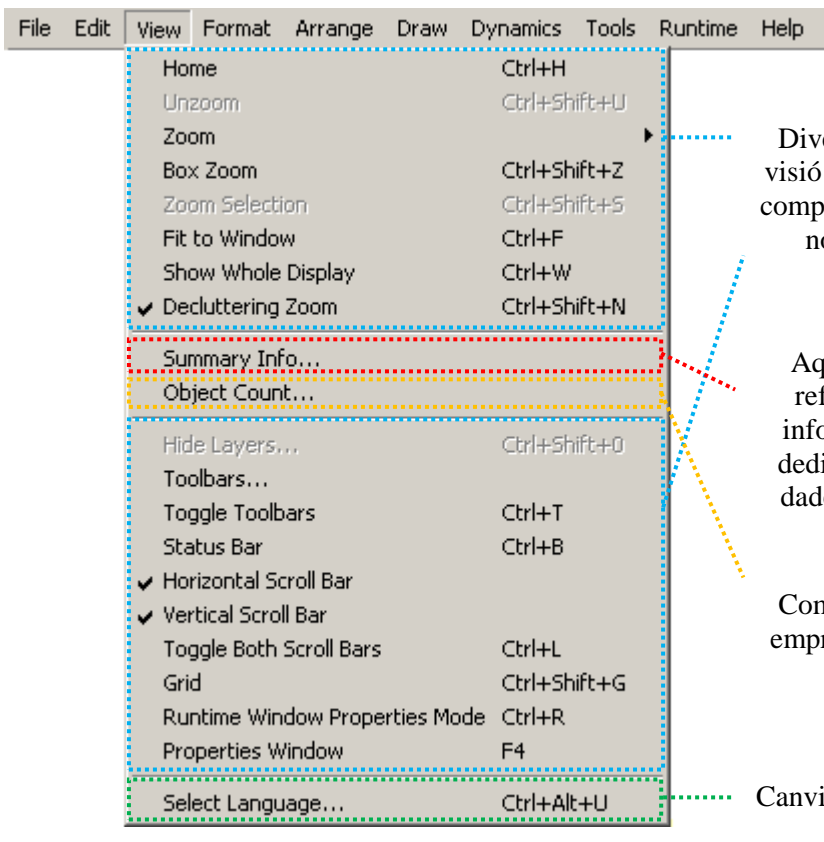 File Edit View Format Arrange Draw Dynamics Tools Runtime Help
Home Ctrl+H
Unzoom Ctrl+Shift+U
Zoom
Box Zoom Ctrl+Shift+Z
Zoom Selection Ctrl+Shift+S
Fit to Window Ctrl+F
Show Whole Display Ctrl+W
Decluttering Zoom Ctrl+Shift+N
Summary Info...
Object Count...
Hide Layers... Ctrl+Shift+0
Toolbars...
Toggle Toolbars Ctrl+T
Status Bar Ctrl+B
Horizontal Scroll Bar
Vertical Scroll Bar
Toggle Both Scroll Bars Ctrl+L
Grid Ctrl+Shift+G
Runtime Window Properties Mode Ctrl+R
Properties Window F4
Select Language... Ctrl+Alt+U
visió